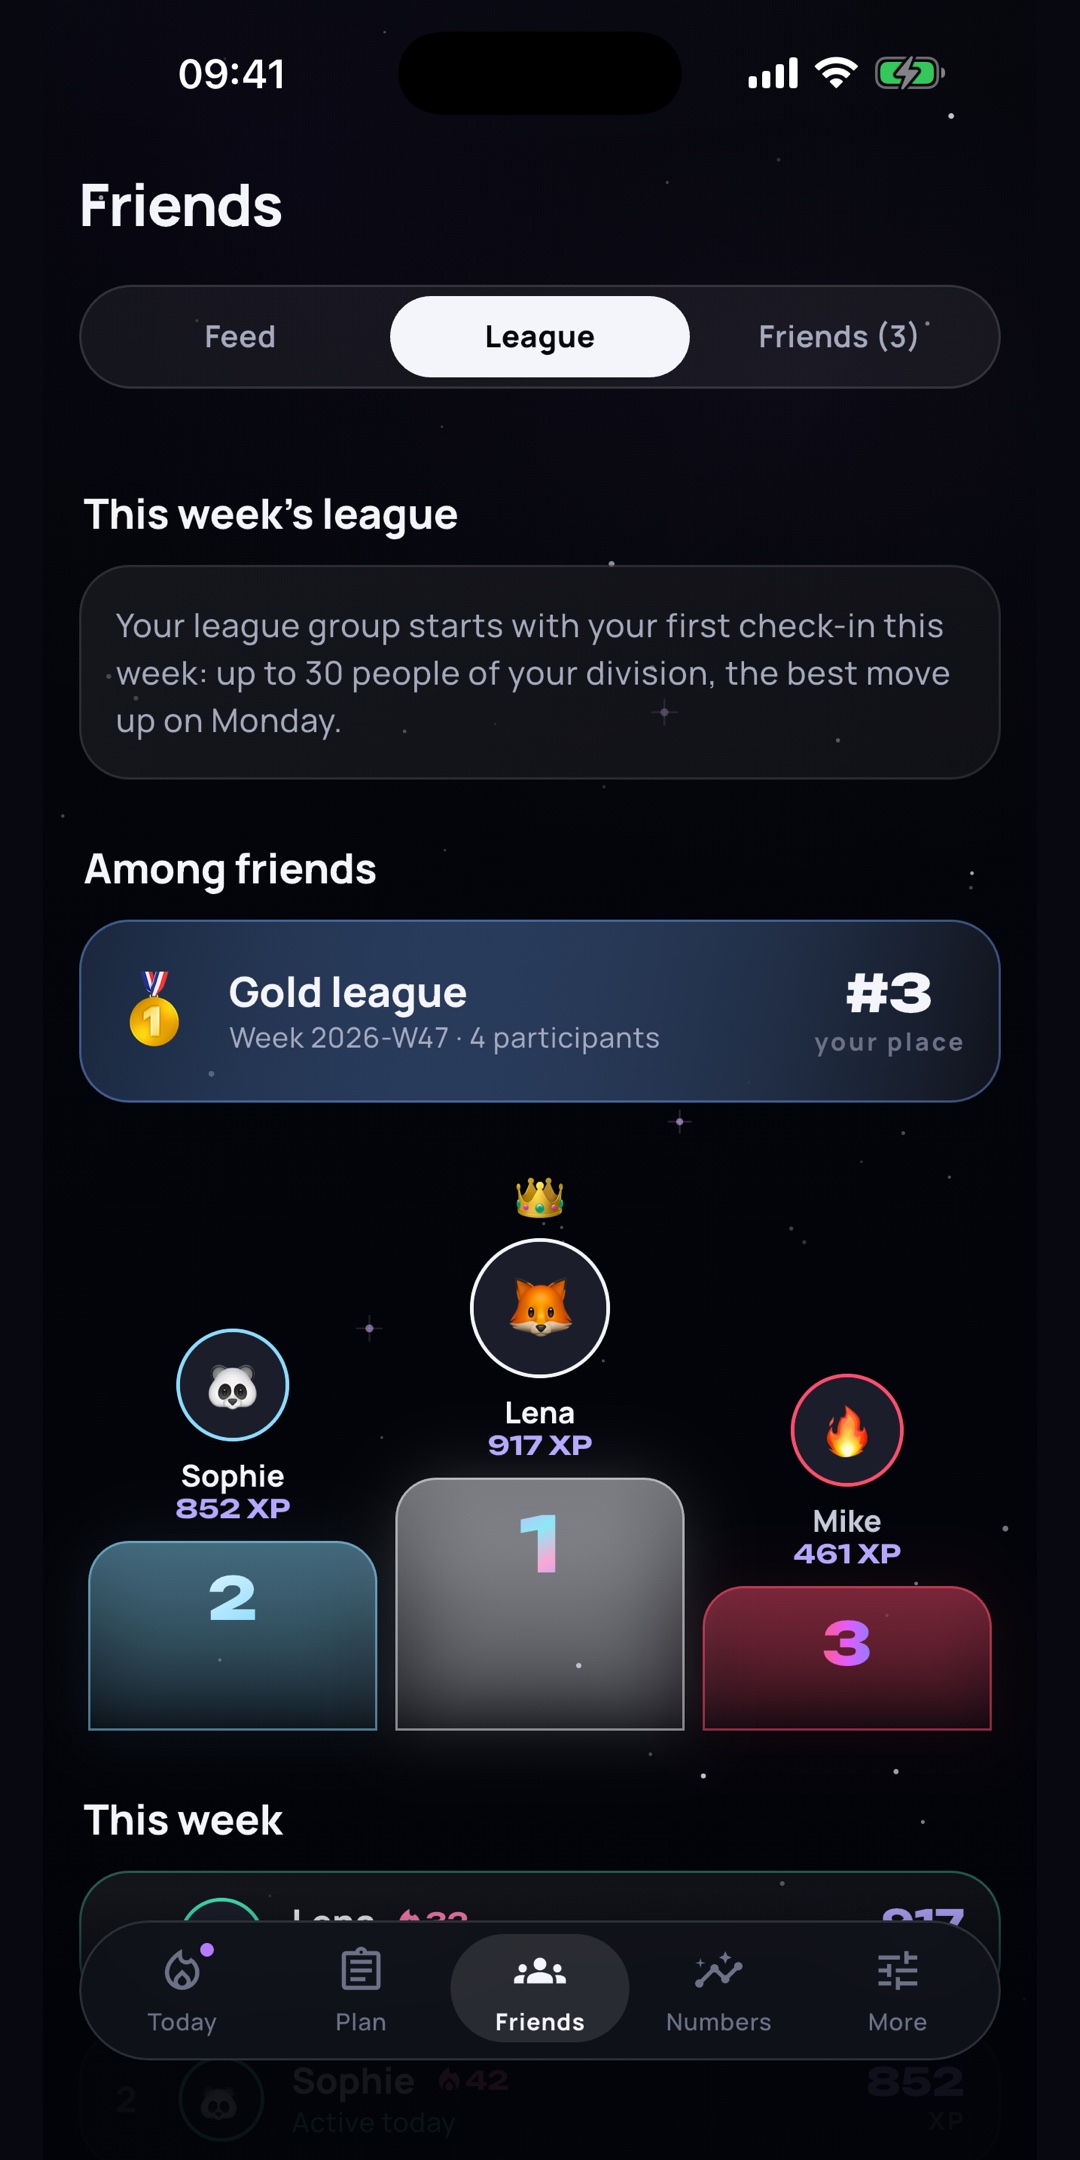 09:41
Friends
Feed
League
Friends (3)
This week's league
Your league group starts with your first check-in this
week: up to 30 people of your division, the best move
up on Monday.
Among friends
Gold league
Week 2026-W47 · 4 participants
#3
your place
Lena
917 XP
Sophie
852 XP
Mike
461 XP
1
2
3
This week
Lena 32
917
Today
Plan
Friends
Numbers
More
2
Sophie 42
Active today
852
XP